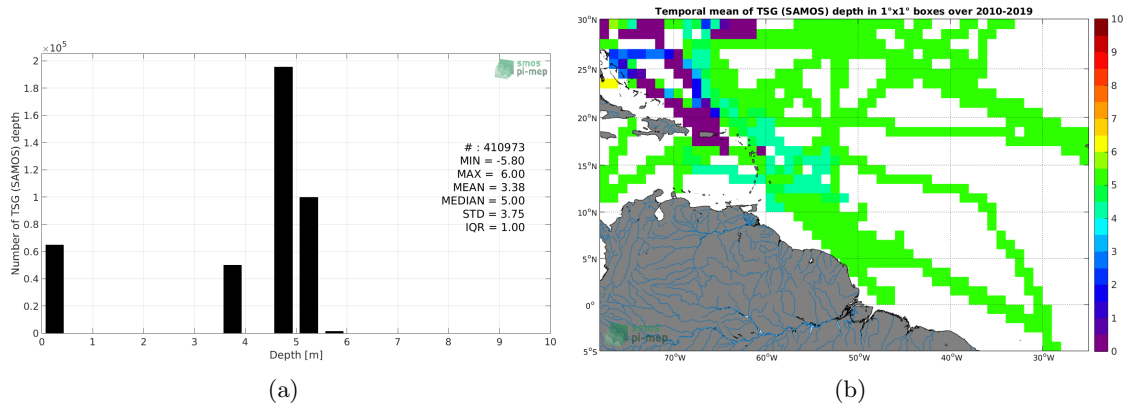 ×10⁵
2
1.8
1.6
1.4
1.2
1
0.8
0.6
0.4
0.2
0
Number of TSG (SAMOS) depth
0 1 2 3 4 5 6 7 8 9 10
Depth [m]
smos
pi-mep
# : 410973
MIN = -5.80
MAX = 6.00
MEAN = 3.38
MEDIAN = 5.00
STD = 3.75
IQR = 1.00
(a)
Temporal mean of TSG (SAMOS) depth in 1°x1° boxes over 2010-2019
30°N
25°N
20°N
15°N
10°N
5°N
0°
5°S
70°W 60°W 50°W 40°W 30°W
smos
pi-mep
10
9
8
7
6
5
4
3
2
1
0
(b)